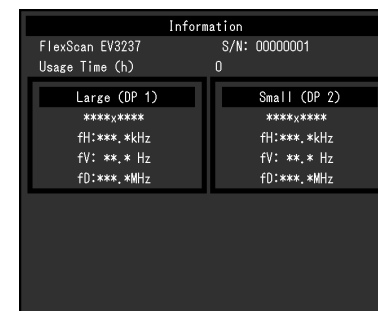 Information
FlexScan EV3237 S/N: 00000001
Usage Time (h) 0
Large (DP 1)
****x****
fH:***.*kHz
fV: **.* Hz
fD:***.*MHz
Small (DP 2)
****x****
fH:***.*kHz
fV: **.* Hz
fD:***.*MHz